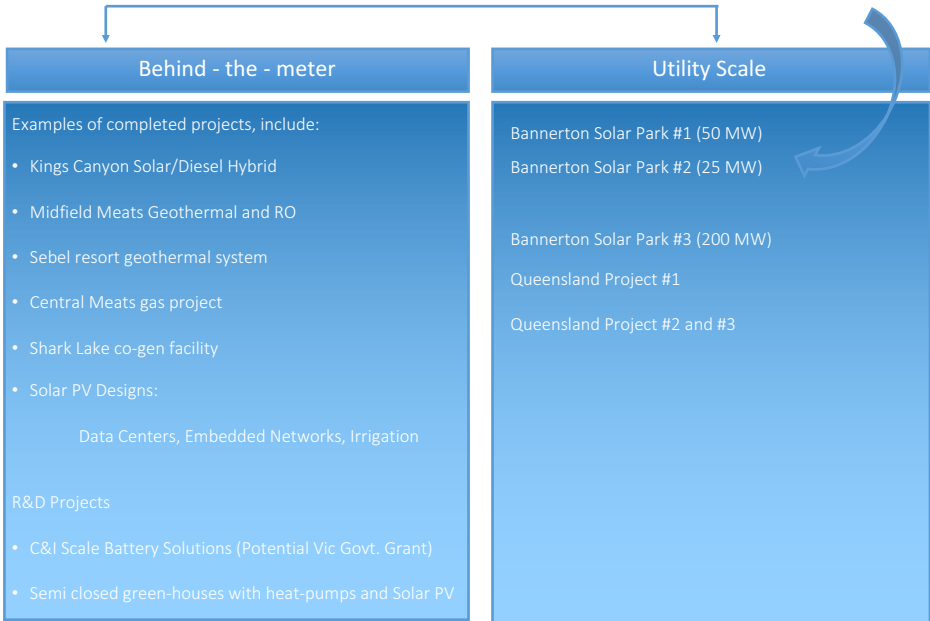 Behind - the - meter
Examples of completed projects, include:
• Kings Canyon Solar/Diesel Hybrid
• Midfield Meats Geothermal and RO
• Sebel resort geothermal system
• Central Meats gas project
• Shark Lake co-gen facility
• Solar PV Designs:
Data Centers, Embedded Networks, Irrigation
R&D Projects
• C&I Scale Battery Solutions (Potential Vic Govt. Grant)
• Semi closed green-houses with heat-pumps and Solar PV
Utility Scale
Bannerton Solar Park #1 (50 MW)
Bannerton Solar Park #2 (25 MW)
Bannerton Solar Park #3 (200 MW)
Queensland Project #1
Queensland Project #2 and #3